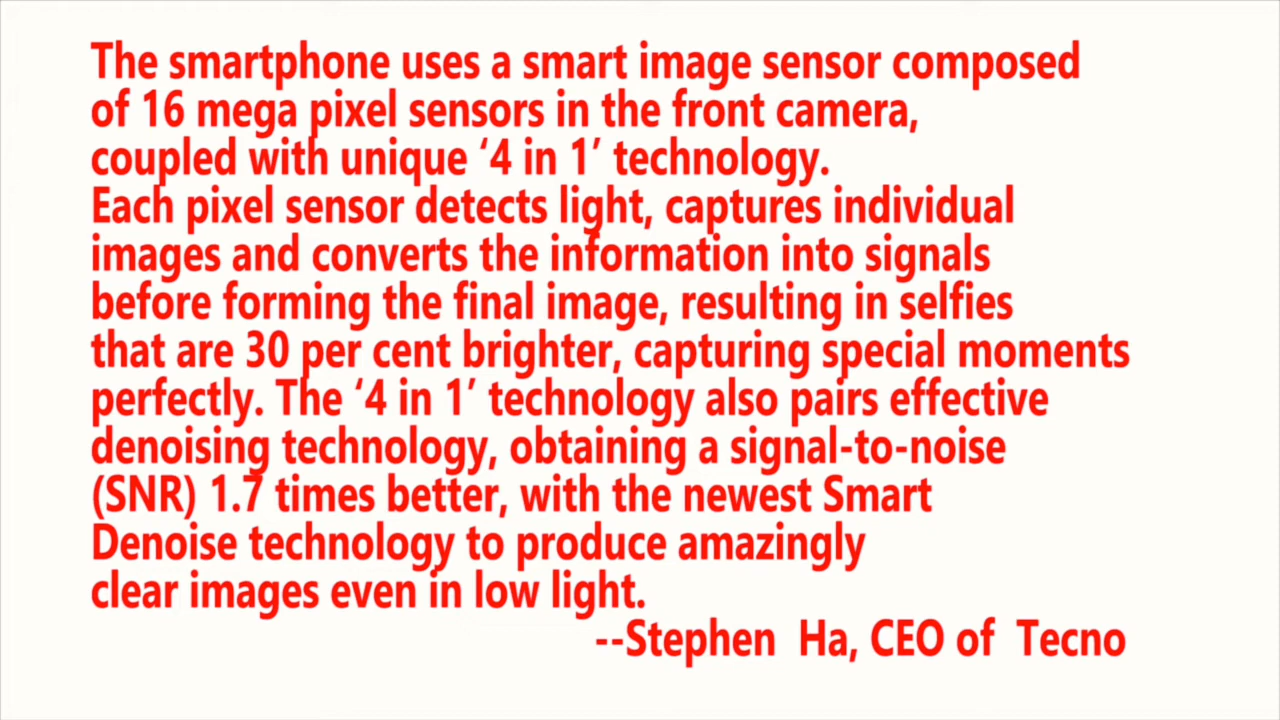 The smartphone uses a smart image sensor composed
of 16 mega pixel sensors in the front camera,
coupled with unique ‘4 in 1’ technology.
Each pixel sensor detects light, captures individual
images and converts the information into signals
before forming the final image, resulting in selfies
that are 30 per cent brighter, capturing special moments
perfectly. The ‘4 in 1’ technology also pairs effective
denoising technology, obtaining a signal-to-noise
(SNR) 1.7 times better, with the newest Smart
Denoise technology to produce amazingly
clear images even in low light.
--Stephen Ha, CEO of Tecno